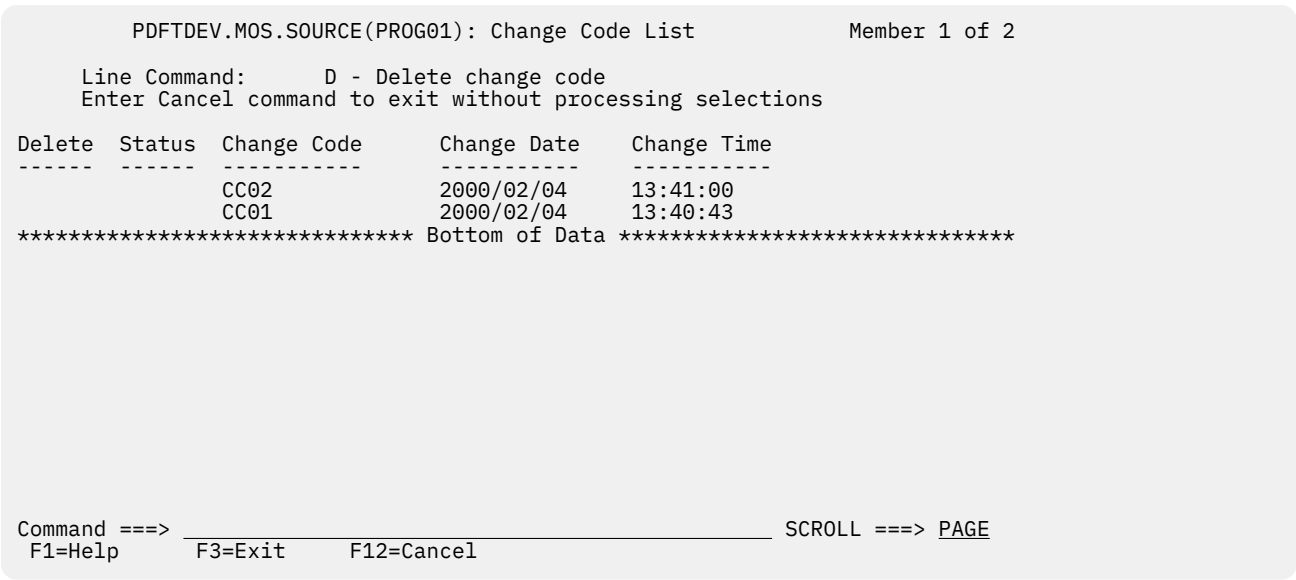 PDFTDEV.MOS.SOURCE(PROG01): Change Code List            Member 1 of 2
Line Command:      D - Delete change code
Enter Cancel command to exit without processing selections
Delete  Status  Change Code      Change Date    Change Time
------  ------  -----------      -----------    -----------
CC02             2000/02/04     13:41:00
CC01             2000/02/04     13:40:43
******************************* Bottom of Data *******************************
Command ===> ______________________________________________ SCROLL ===> PAGE
F1=Help      F3=Exit     F12=Cancel